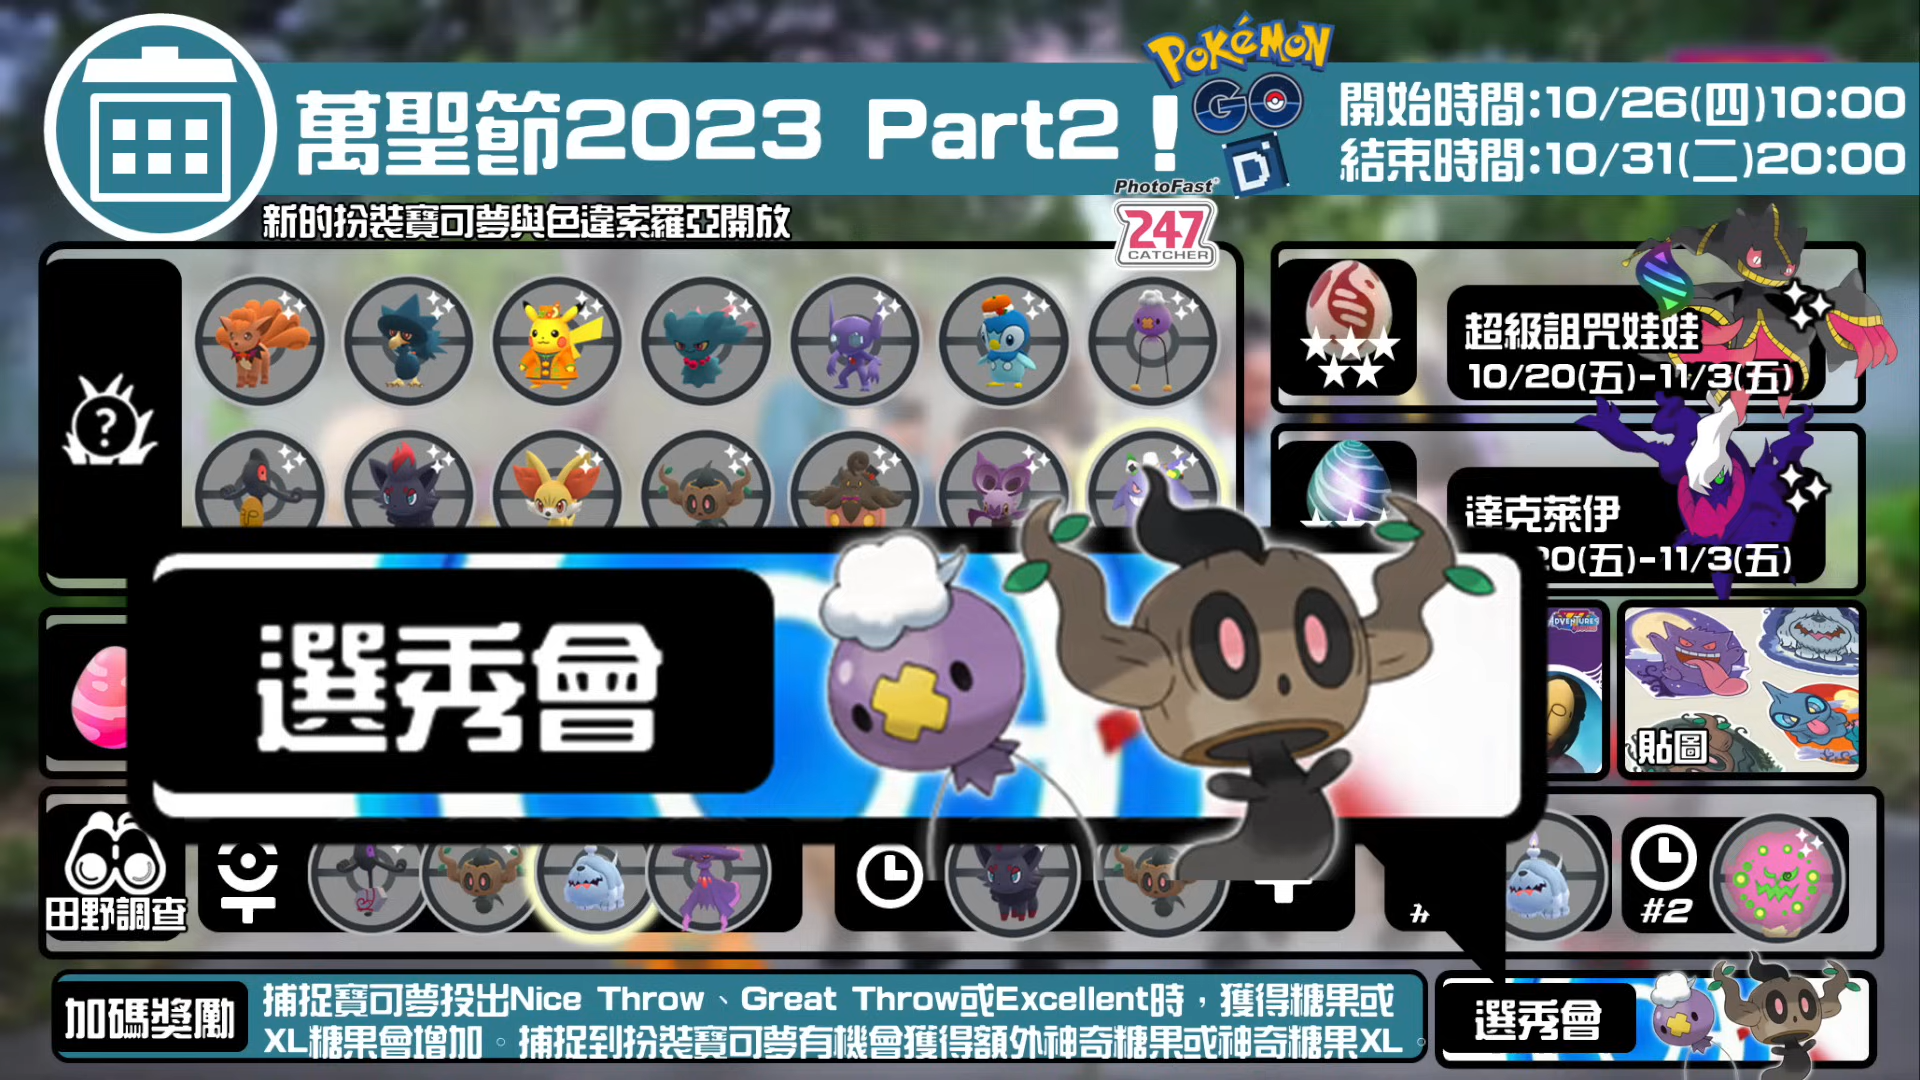 萬聖節2023 Part2！
POKéMON
GO
D
開始時間:10/26(四)10:00
結束時間:10/31(二)20:00
PhotoFast
247
CATCHER
新的扮裝寶可夢與色違索羅亞開放
?
超級詛咒娃娃
10/20(五)-11/3(五)
達克萊伊
20(五)-11/3(五)
選秀會
ADVENTURES
貼圖
田野調查
#2
加碼獎勵
捕捉寶可夢投出Nice Throw、Great Throw或Excellent時，獲得糖果或
XL糖果會增加。捕捉到扮裝寶可夢有機會獲得額外神奇糖果或神奇糖果XL。
選秀會